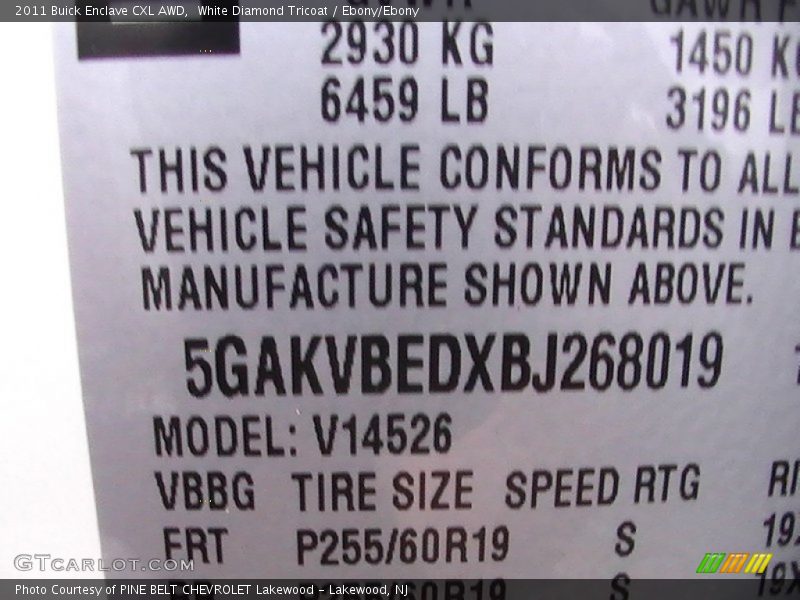 2011 Buick Enclave CXL AWD, White Diamond Tricoat / Ebony/Ebony
2930 KG 1450
6459 LB 3196
THIS VEHICLE CONFORMS TO ALL
VEHICLE SAFETY STANDARDS IN
MANUFACTURE SHOWN ABOVE.
5GAKVBEDXBJ268019
MODEL: V14526
VBBG TIRE SIZE SPEED RTG
FRT P255/60R19 S
GTCarLot.com
P255/60R19 S
Photo Courtesy of PINE BELT CHEVROLET Lakewood - Lakewood, NJ